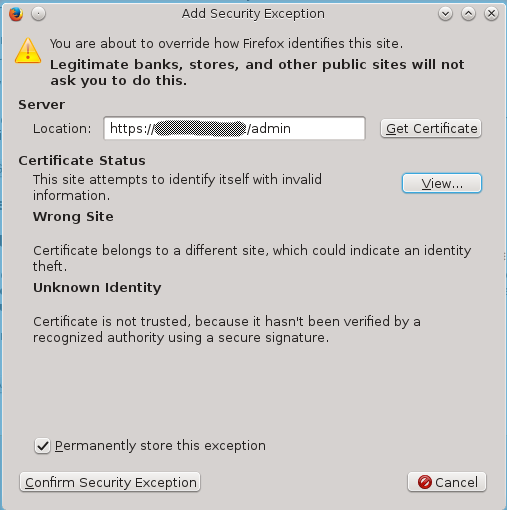 Add Security Exception
You are about to override how Firefox identifies this site.
Legitimate banks, stores, and other public sites will not
ask you to do this.
Server
Location: https:// /admin Get Certificate
Certificate Status
This site attempts to identify itself with invalid
information.
View...
Wrong Site
Certificate belongs to a different site, which could indicate an identity
theft.
Unknown Identity
Certificate is not trusted, because it hasn't been verified by a
recognized authority using a secure signature.
Permanently store this exception
Confirm Security Exception Cancel